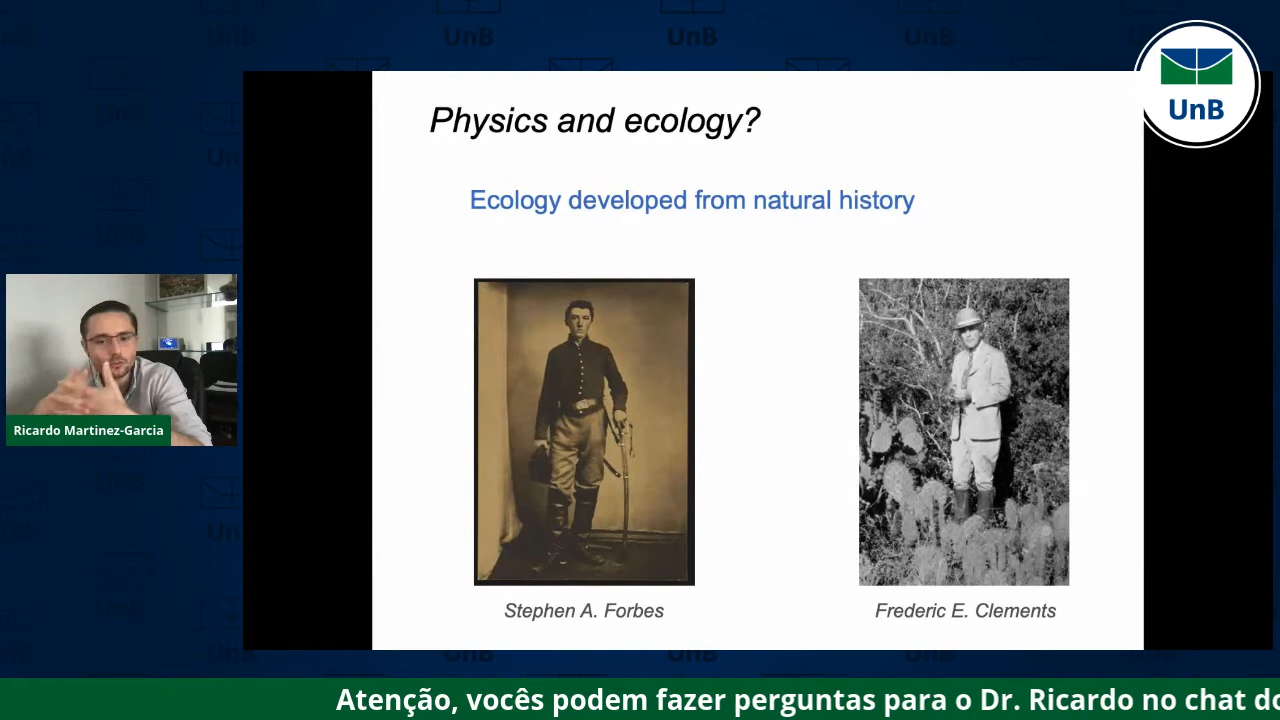 UnB
Physics and ecology?
Ecology developed from natural history
Ricardo Martinez-Garcia
Stephen A. Forbes
Frederic E. Clements
Atenção, vocês podem fazer perguntas para o Dr. Ricardo no chat do